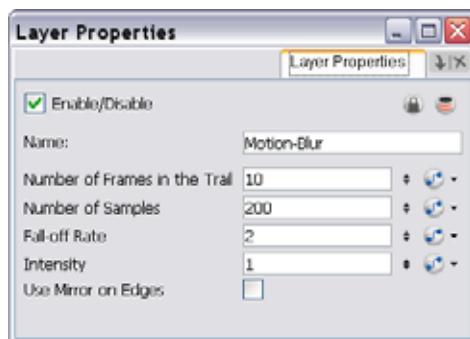 Layer Properties
Layer Properties
Enable/Disable
Name: Motion-Blur
Number of Frames in the Trail 10
Number of Samples 200
Fall-off Rate 2
Intensity 1
Use Mirror on Edges